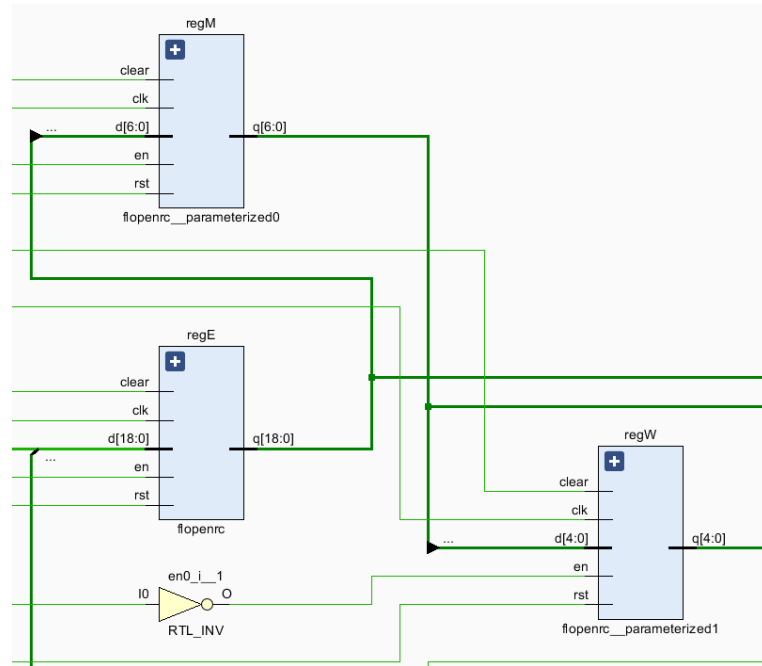 regM
clear
clk
... d[6:0] q[6:0]
en
rst
flopenrc__parameterized0
regE
clear
clk
d[18:0] q[18:0]
...
en
rst
flopenrc
regW
clear
clk
... d[4:0] q[4:0]
en
rst
flopenrc__parameterized1
en0_i__1
I0 O
RTL_INV